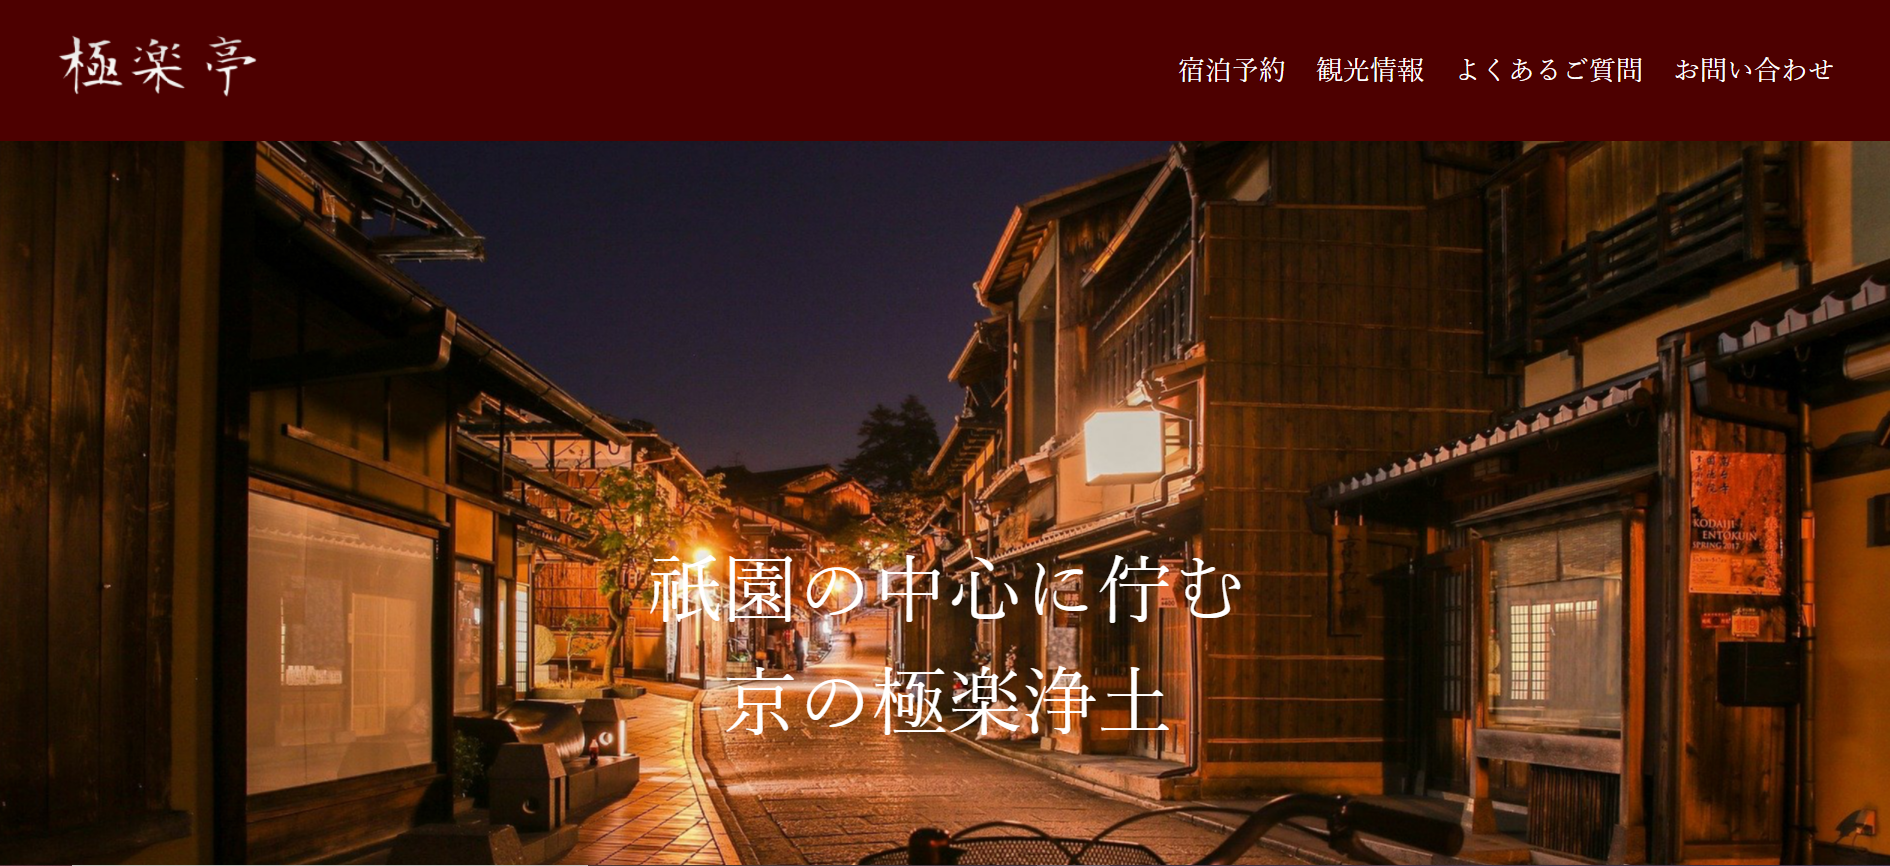 極楽亭
宿泊予約 観光情報 よくあるご質問 お問い合わせ
祇園の中心に佇む
京の極楽浄土
KODAIJI
ENTOKUIN
SPRING 2017